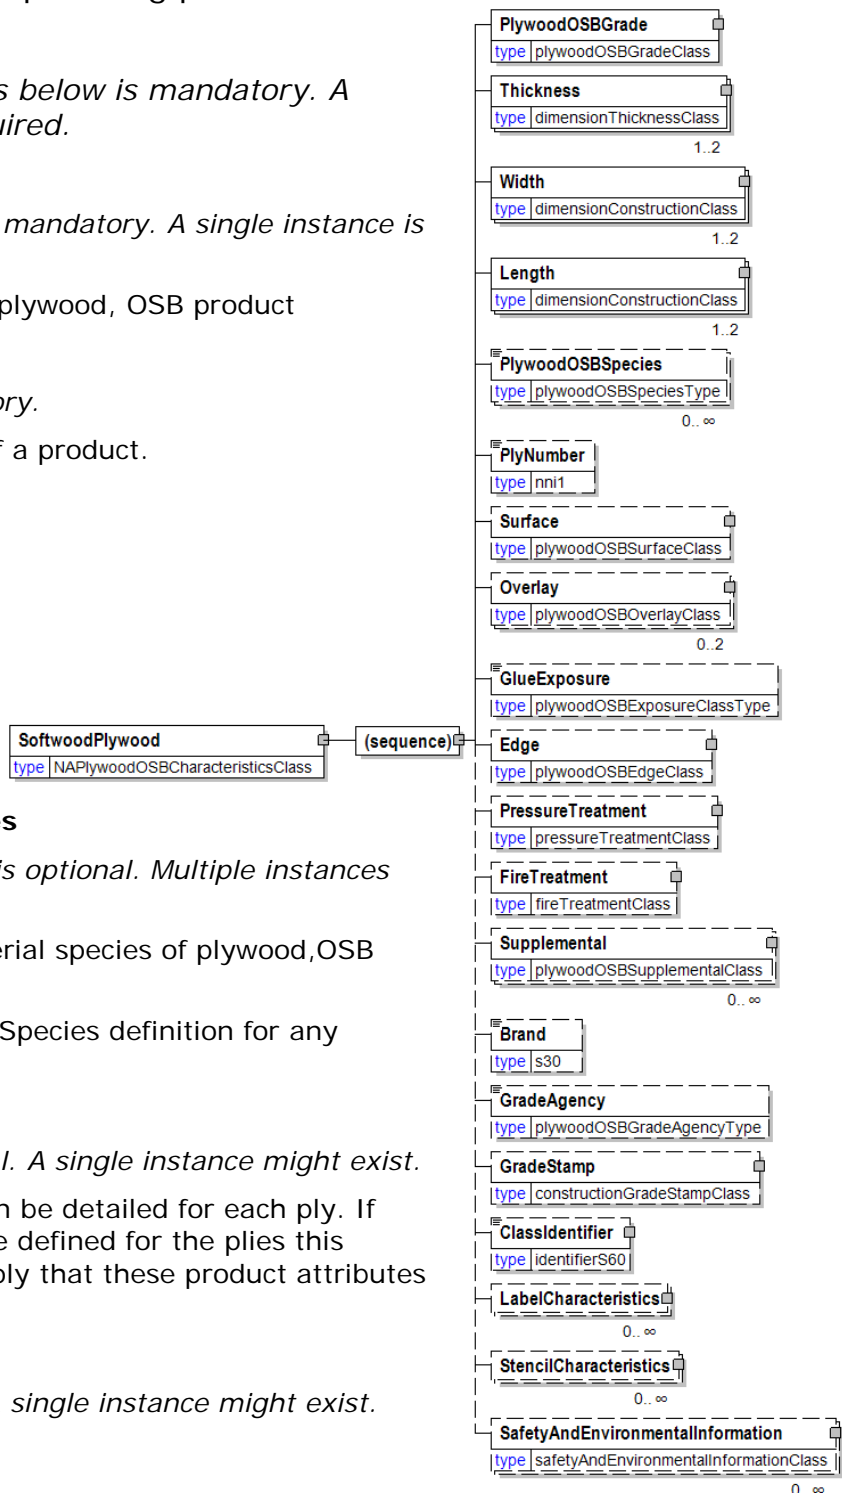 s below is mandatory. A
uired.
mandatory. A single instance is
plywood, OSB product
ory.
f a product.
SoftwoodPlywood
type NAPlywoodOSBCharacteristicsClass
(sequence)
es
is optional. Multiple instances
erial species of plywood,OSB
Species definition for any
l. A single instance might exist.
n be detailed for each ply. If
e defined for the plies this
ply that these product attributes
single instance might exist.
PlywoodOSBGrade
type plywoodOSBGradeClass
Thickness
type dimensionThicknessClass
1..2
Width
type dimensionConstructionClass
1..2
Length
type dimensionConstructionClass
1..2
PlywoodOSBSpecies
type plywoodOSBSpeciesType
0..∞
PlyNumber
type nni1
Surface
type plywoodOSBSurfaceClass
Overlay
type plywoodOSBOverlayClass
0..2
GlueExposure
type plywoodOSBExposureClassType
Edge
type plywoodOSBEdgeClass
PressureTreatment
type pressureTreatmentClass
FireTreatment
type fireTreatmentClass
Supplemental
type plywoodOSBSupplementalClass
0..∞
Brand
type s30
GradeAgency
type plywoodOSBGradeAgencyType
GradeStamp
type constructionGradeStampClass
ClassIdentifier
type identifierS60
LabelCharacteristics
0..∞
StencilCharacteristics
0..∞
SafetyAndEnvironmentalInformation
type safetyAndEnvironmentalInformationClass
0..∞